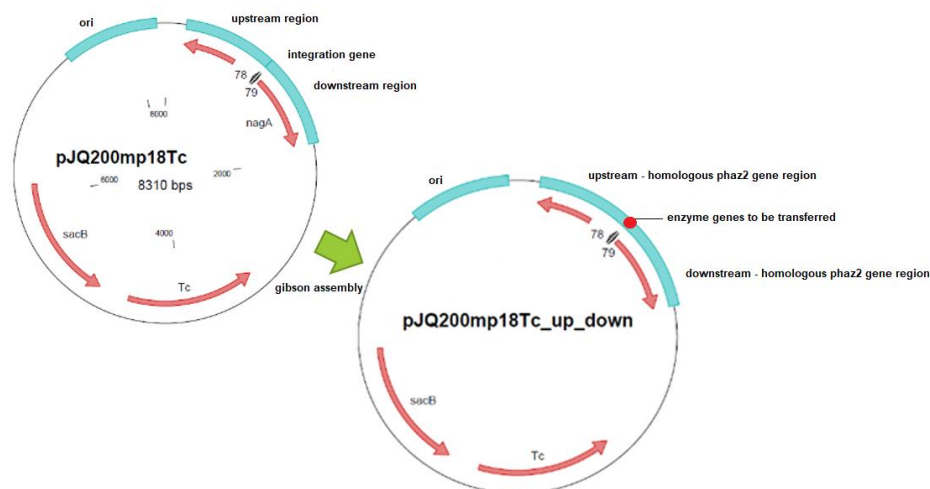 ori
upstream region
integration gene
downstream region
78
79
nagA
8000
pJQ200mp18Tc
6000
8310 bps
2000
4000
sacB
Tc
gibson assembly
ori
upstream - homologous phaz2 gene region
enzyme genes to be transferred
78
79
downstream - homologous phaz2 gene region
pJQ200mp18Tc_up_down
sacB
Tc